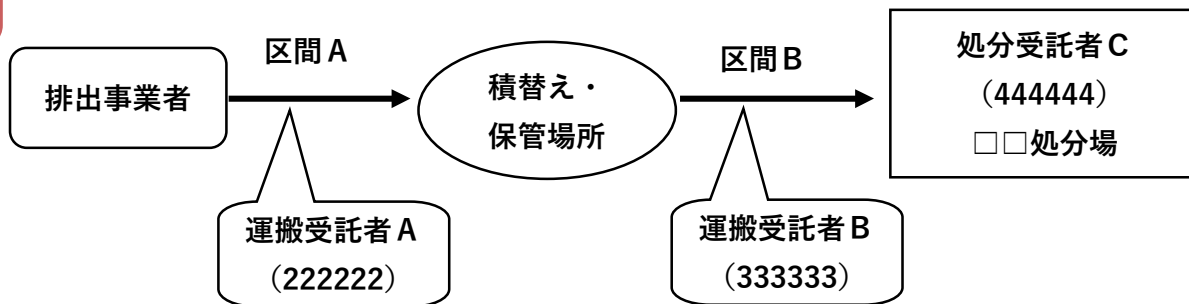 区間A
区間B
排出事業者
積替え・
保管場所
処分受託者C
（444444）
□□処分場
運搬受託者A
（222222）
運搬受託者B
（333333）